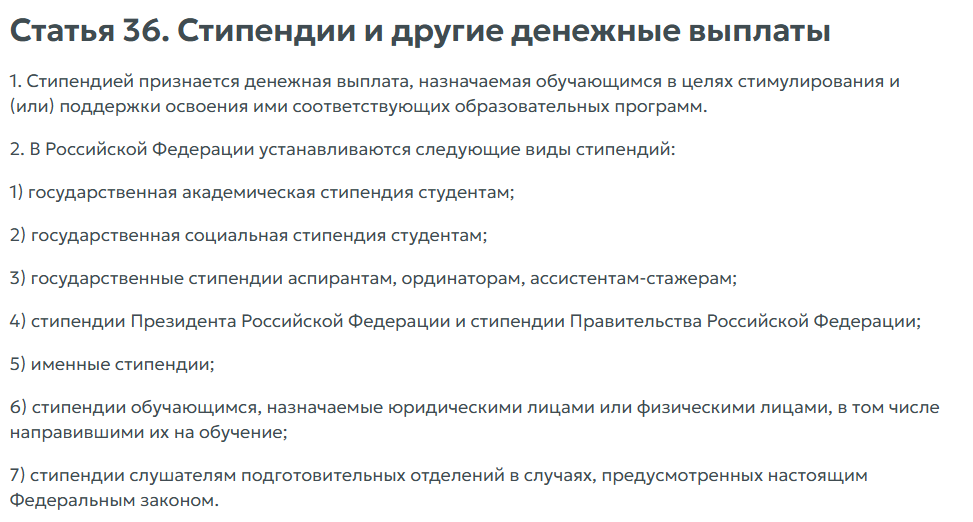 Статья 36. Стипендии и другие денежные выплаты
1. Стипендией признается денежная выплата, назначаемая обучающимся в целях стимулирования и
(или) поддержки освоения ими соответствующих образовательных программ.
2. В Российской Федерации устанавливаются следующие виды стипендий:
1) государственная академическая стипендия студентам;
2) государственная социальная стипендия студентам;
3) государственные стипендии аспирантам, ординаторам, ассистентам-стажерам;
4) стипендии Президента Российской Федерации и стипендии Правительства Российской Федерации;
5) именные стипендии;
6) стипендии обучающимся, назначаемые юридическими лицами или физическими лицами, в том числе
направившими их на обучение;
7) стипендии слушателям подготовительных отделений в случаях, предусмотренных настоящим
Федеральным законом.